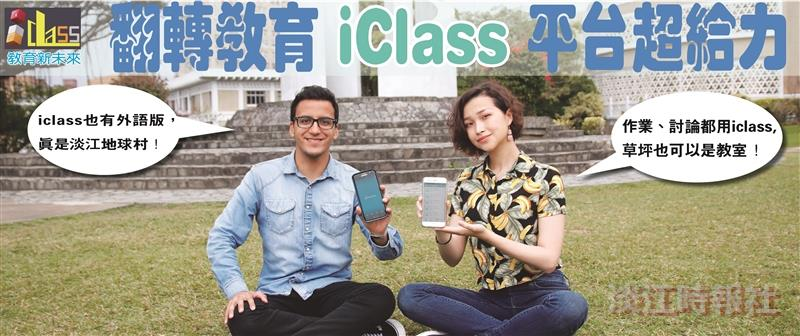 iclass
教育新未來
翻轉教育 iClass 平台超給力
iclass也有外語版，
真是淡江地球村！
作業、討論都用iclass,
草坪也可以是教室！
淡江時報社